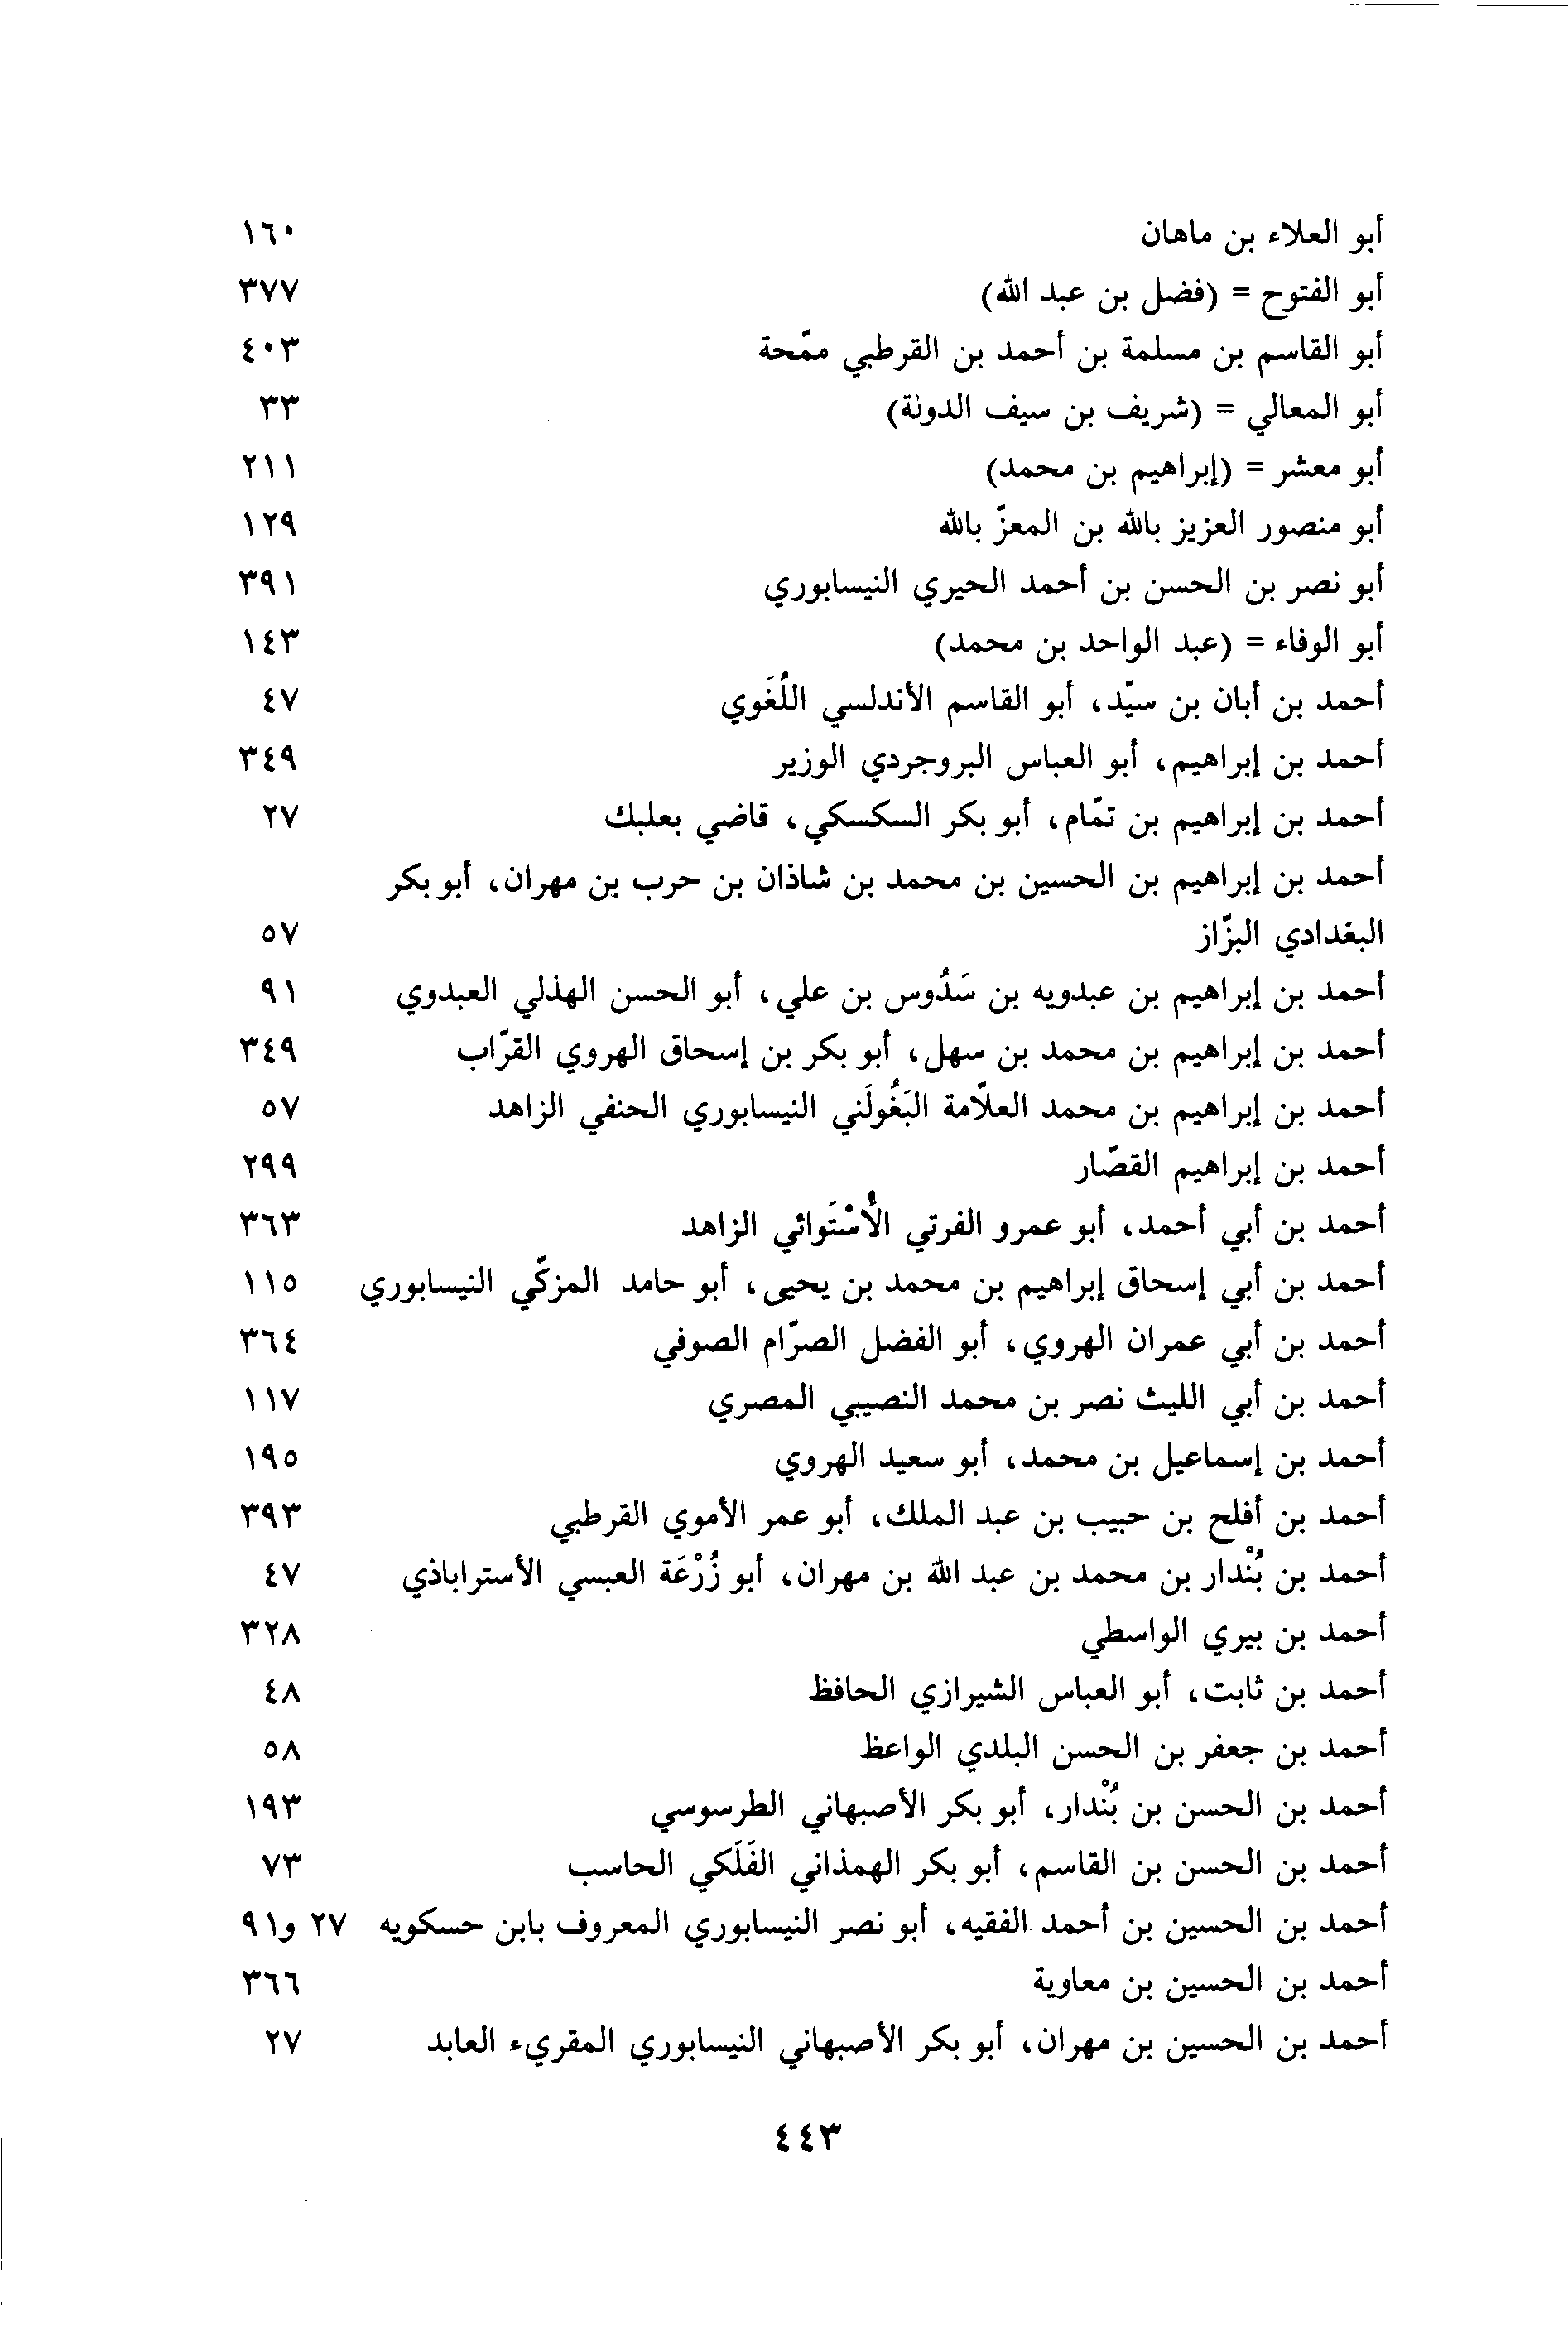 أبو العلاء بن ماهان ١٦٠
أبو الفتوح = (فضل بن عبد الله) ٣٧٧
أبو القاسم بن مسلمة بن أحمد بن القرطبي ممّحة ٤٠٣
أبو المعالي = (شريف بن سيف الدولة) ٣٣
أبو معشر = (إبراهيم بن محمد) ٢١١
أبو منصور العزيز بالله بن المعزّ بالله ١٢٩
أبو نصر بن الحسن بن أحمد الحيري النيسابوري ٣٩١
أبو الوفاء = (عبد الواحد بن محمد) ١٤٣
أحمد بن أبان بن سيّد، أبو القاسم الأندلسي اللُغَوي ٤٧
أحمد بن إبراهيم، أبو العباس البروجردي الوزير ٣٤٩
أحمد بن إبراهيم بن تمّام، أبو بكر السكسكي، قاضي بعلبك ٢٧
أحمد بن إبراهيم بن الحسين بن محمد بن شاذان بن حرب بن مهران، أبو بكر
البغدادي البزّاز ٥٧
أحمد بن إبراهيم بن عبدويه بن سَدُوس بن علي، أبو الحسن الهذلي العبدوي ٩١
أحمد بن إبراهيم بن محمد بن سهل، أبو بكر بن إسحاق الهروي القرّاب ٣٤٩
أحمد بن إبراهيم بن محمد العلاّمة البَغُولَني النيسابوري الحنفي الزاهد ٥٧
أحمد بن إبراهيم القصّار ٢٩٩
أحمد بن أبي أحمد، أبو عمرو الفرتي الأُسْتَوائي الزاهد ٣٦٣
أحمد بن أبي إسحاق إبراهيم بن محمد بن يحيى، أبو حامد المزكّي النيسابوري ١١٥
أحمد بن أبي عمران الهروي، أبو الفضل الصرّام الصوفي ٣٦٤
أحمد بن أبي الليث نصر بن محمد النصيبي المصري ١١٧
أحمد بن إسماعيل بن محمد، أبو سعيد الهروي ١٩٥
أحمد بن أفلح بن حبيب بن عبد الملك، أبو عمر الأموي القرطبي ٣٩٣
أحمد بن بُنْدار بن محمد بن عبد الله بن مهران، أبو زُرْعَة العبسي الأستراباذي ٤٧
أحمد بن بيري الواسطي ٣٢٨
أحمد بن ثابت، أبو العباس الشيرازي الحافظ ٤٨
أحمد بن جعفر بن الحسن البلدي الواعظ ٥٨
أحمد بن الحسن بن بُنْدار، أبو بكر الأصبهاني الطرسوسي ١٩٣
أحمد بن الحسن بن القاسم، أبو بكر الهمذاني الفَلَكي الحاسب ٧٣
أحمد بن الحسين بن أحمد الفقيه، أبو نصر النيسابوري المعروف بابن حسكويه ٢٧ و٩١
أحمد بن الحسين بن معاوية ٣٦٦
أحمد بن الحسين بن مهران، أبو بكر الأصبهاني النيسابوري المقريء العابد ٢٧
٤٤٣